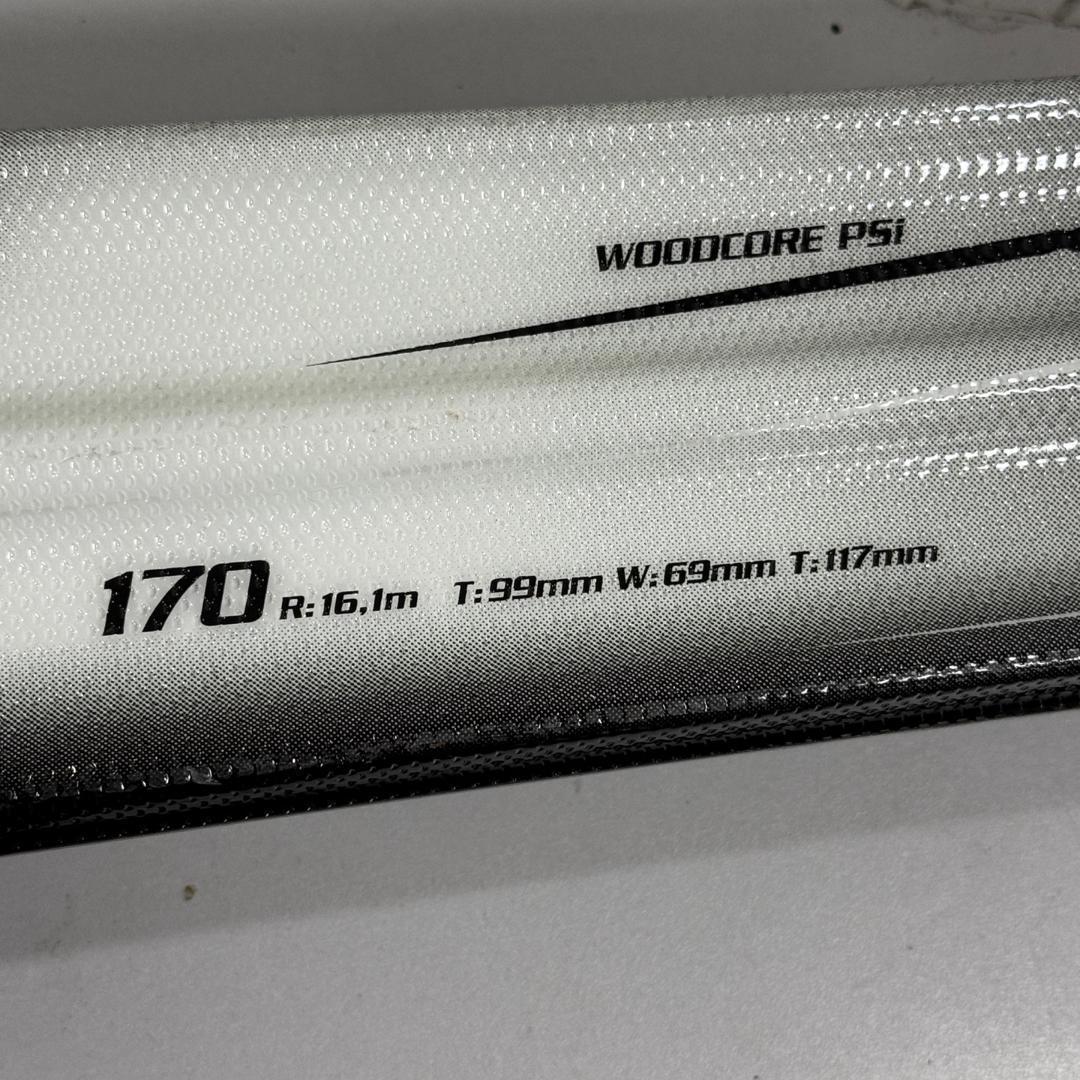 WOODCORE PSi
170 R:16,1m T:99mm W:69mm T:117mm